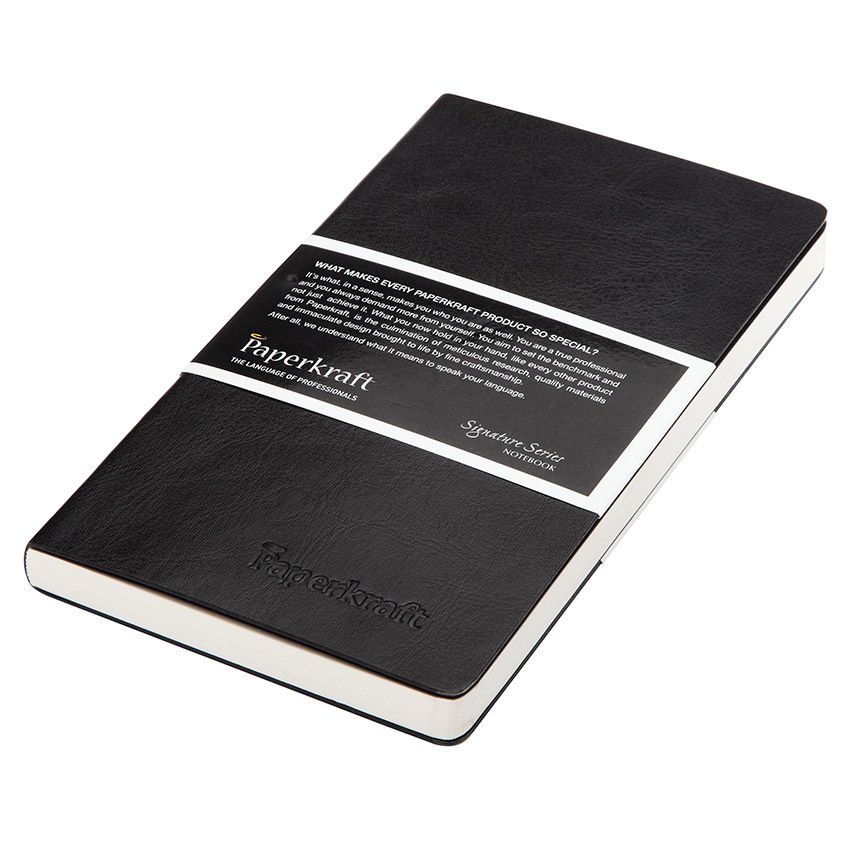 WHAT MAKES EVERY PAPERKRAFT PRODUCT SO SPECIAL?
It's what, in a sense, makes you who you are as well. You are a true professional
and you always demand more from yourself. You aim to set the benchmark and
not just achieve it. What you now hold in your hand, like every other product
from Paperkraft, is the culmination of meticulous research, quality materials
and immaculate design brought to life by fine craftsmanship.
After all, we understand what it means to speak your language.
Paperkraft
THE LANGUAGE OF PROFESSIONALS
Signature Series
NOTEBOOK
Paperkraft